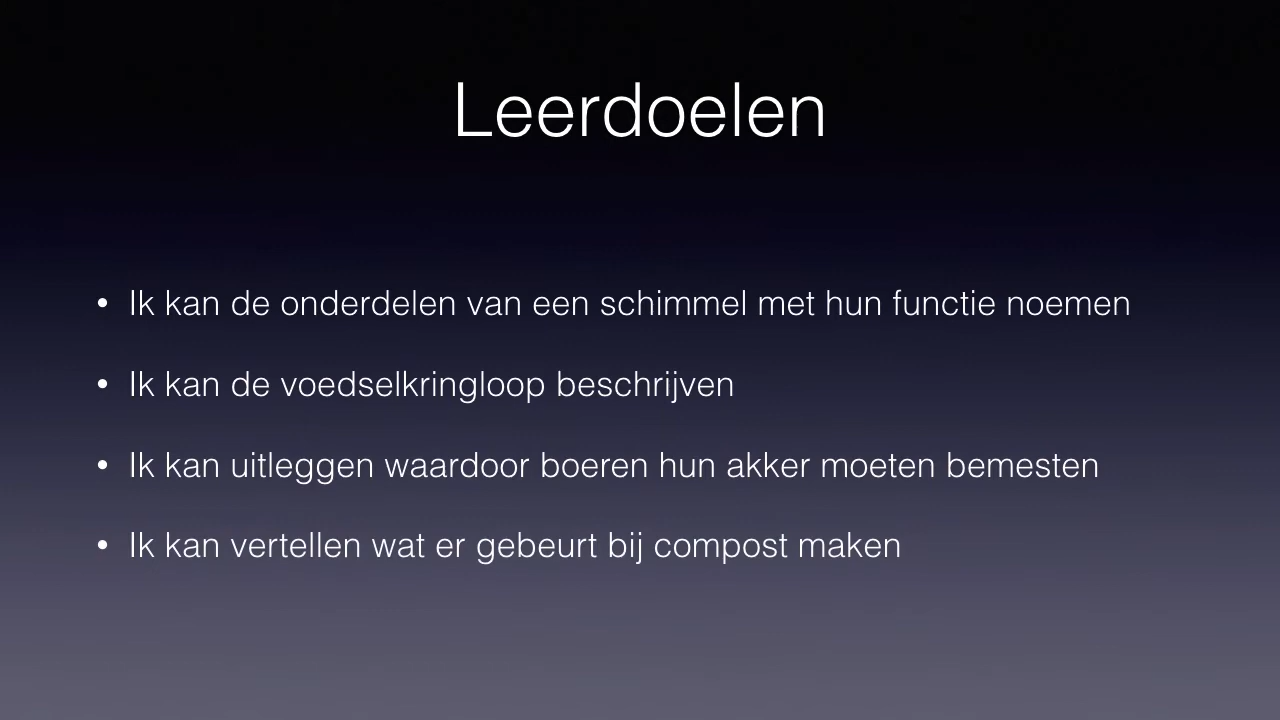 Leerdoelen
• Ik kan de onderdelen van een schimmel met hun functie noemen
• Ik kan de voedselkringloop beschrijven
• Ik kan uitleggen waardoor boeren hun akker moeten bemesten
• Ik kan vertellen wat er gebeurt bij compost maken